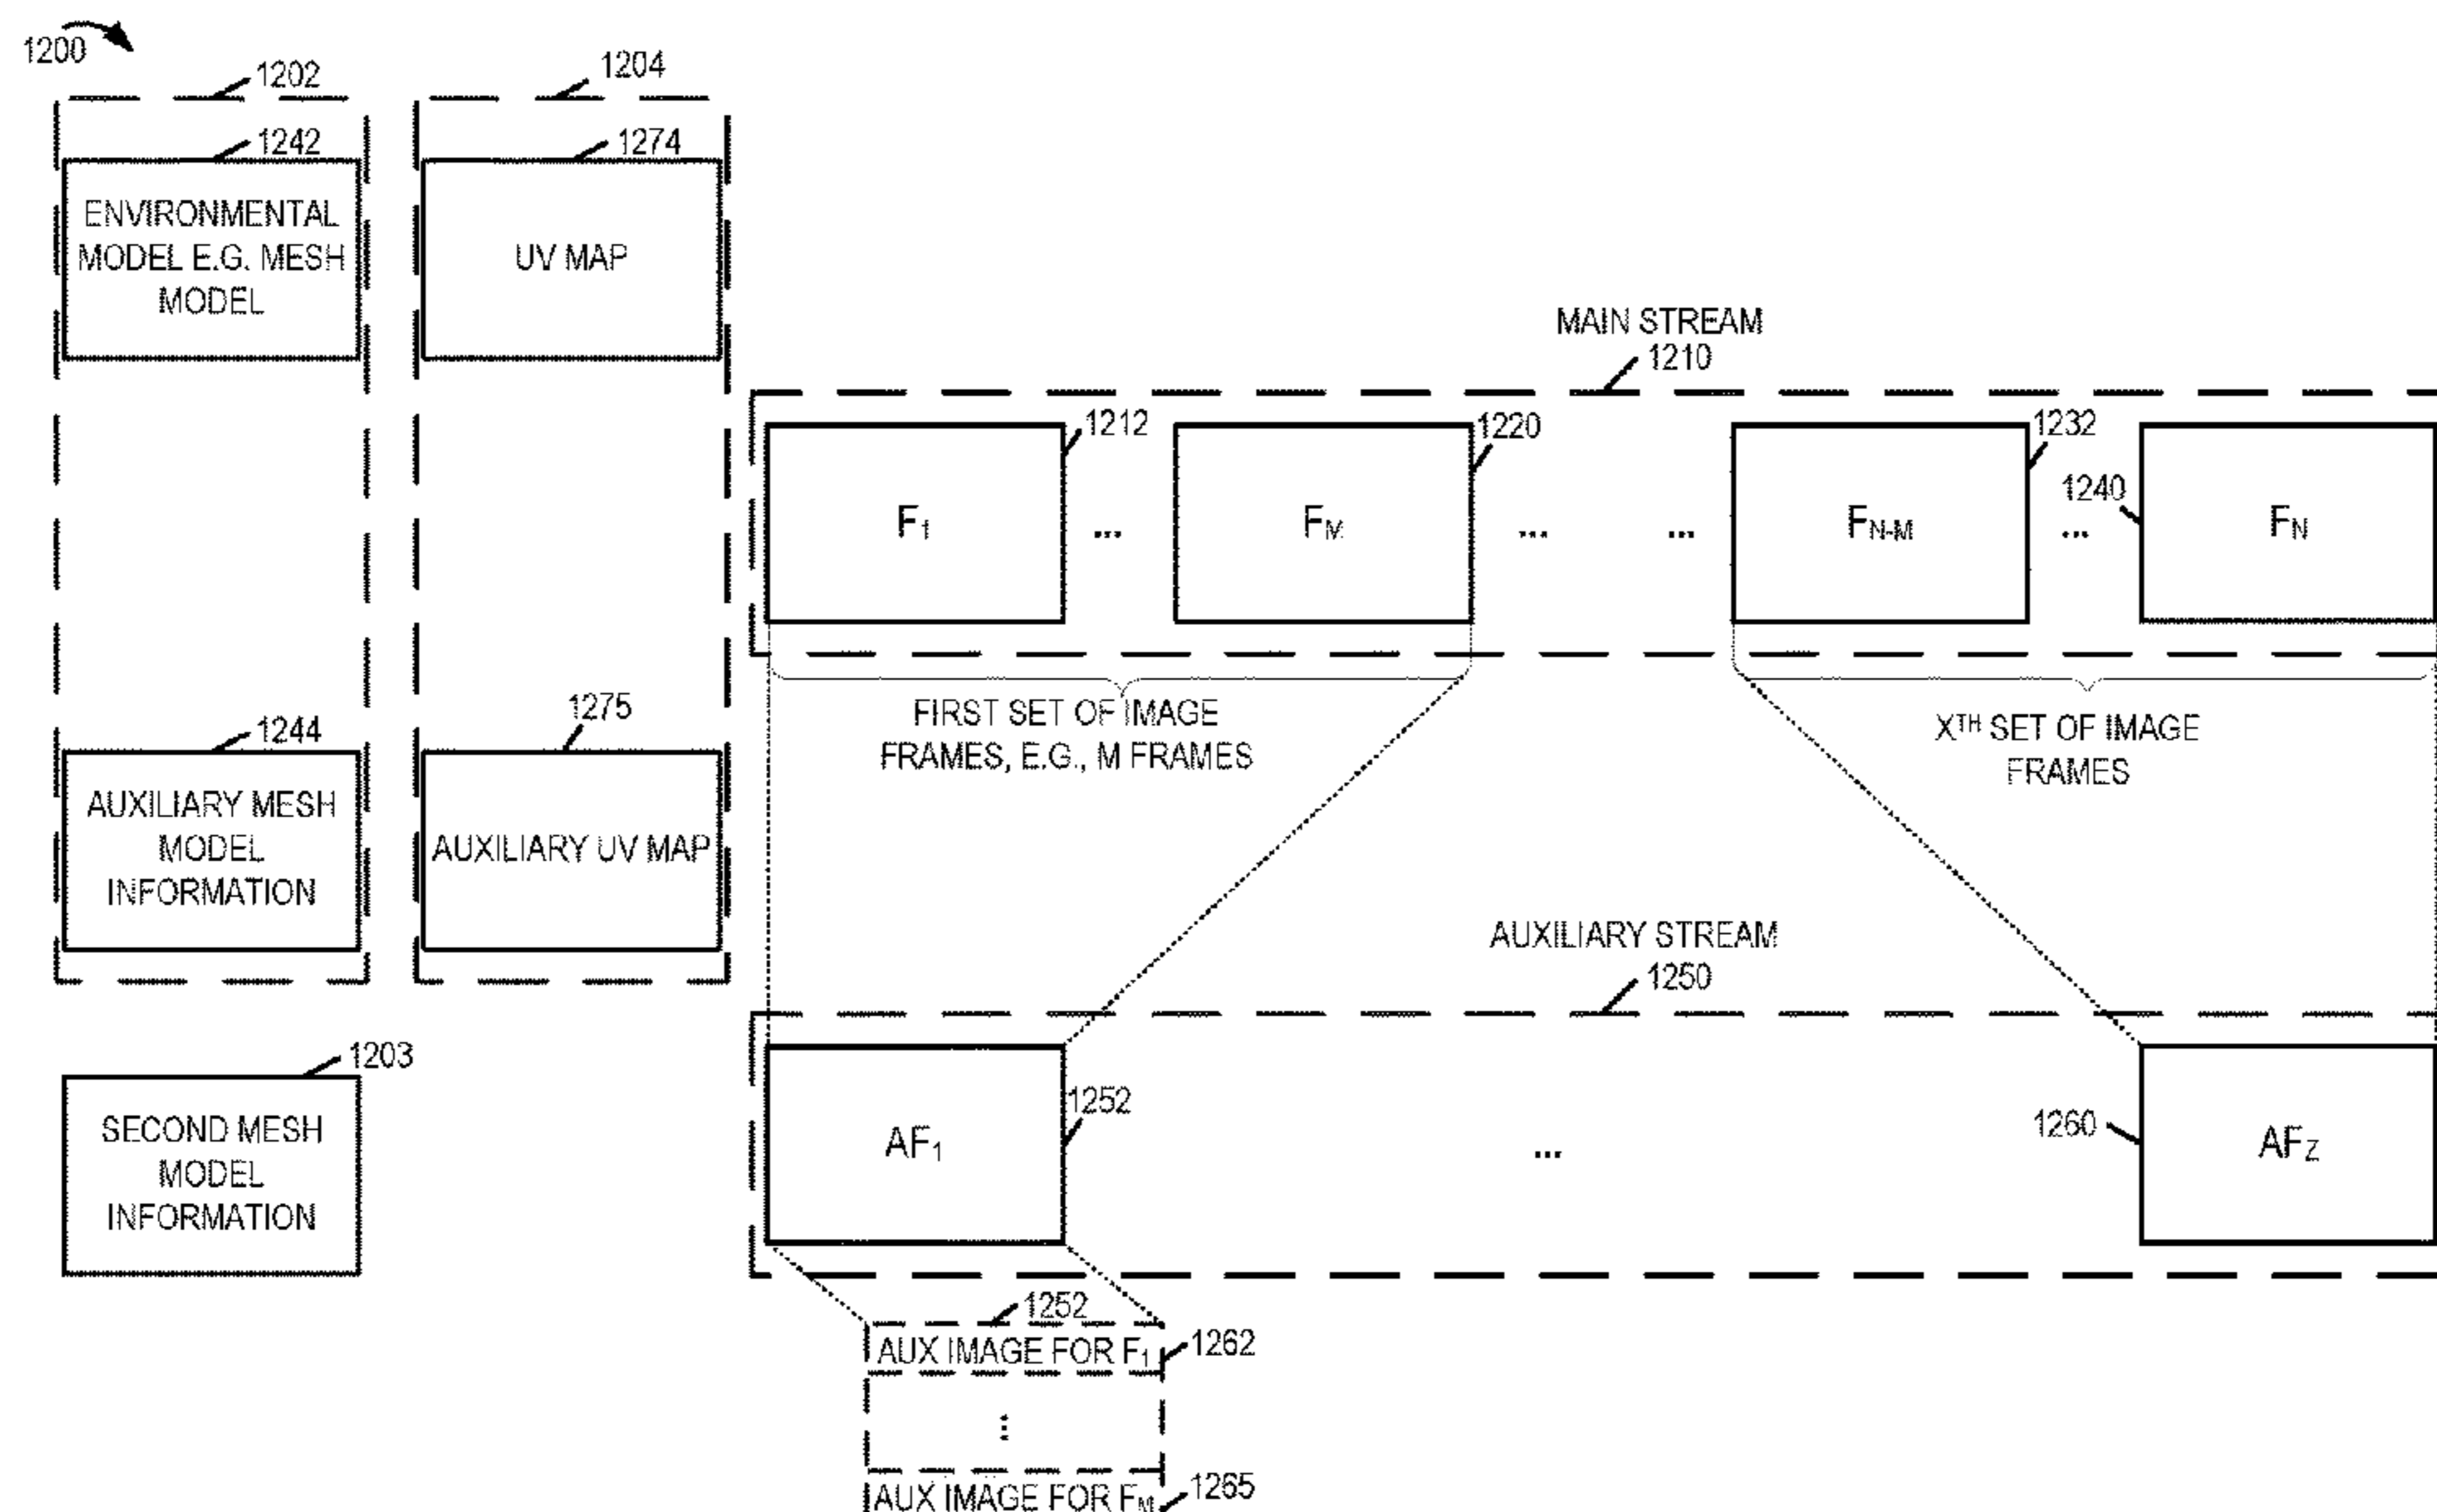 1200
1202
1204
1242
1274
ENVIRONMENTAL
MODEL E.G. MESH
MODEL
UV MAP
MAIN STREAM
1210
1212
1220
1232
1240
F1
...
FM
...
...
FN-M
...
FN
FIRST SET OF IMAGE
FRAMES, E.G., M FRAMES
XTH SET OF IMAGE
FRAMES
1244
1275
AUXILIARY MESH
MODEL
INFORMATION
AUXILIARY UV MAP
AUXILIARY STREAM
1250
1203
SECOND MESH
MODEL
INFORMATION
AF1
1252
...
1260
AFZ
1252
AUX IMAGE FOR F1
1262
...
AUX IMAGE FOR FM
1265